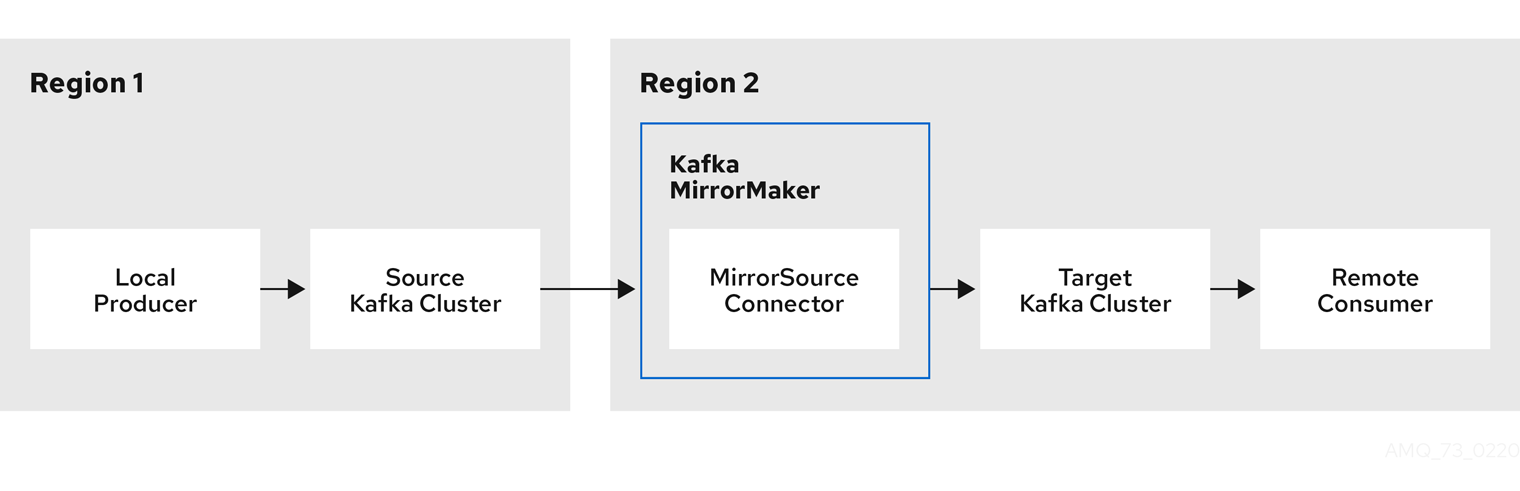 Region 1
Region 2
Kafka
MirrorMaker
Local
Producer
Source
Kafka Cluster
MirrorSource
Connector
Target
Kafka Cluster
Remote
Consumer
AMQ_73_0220